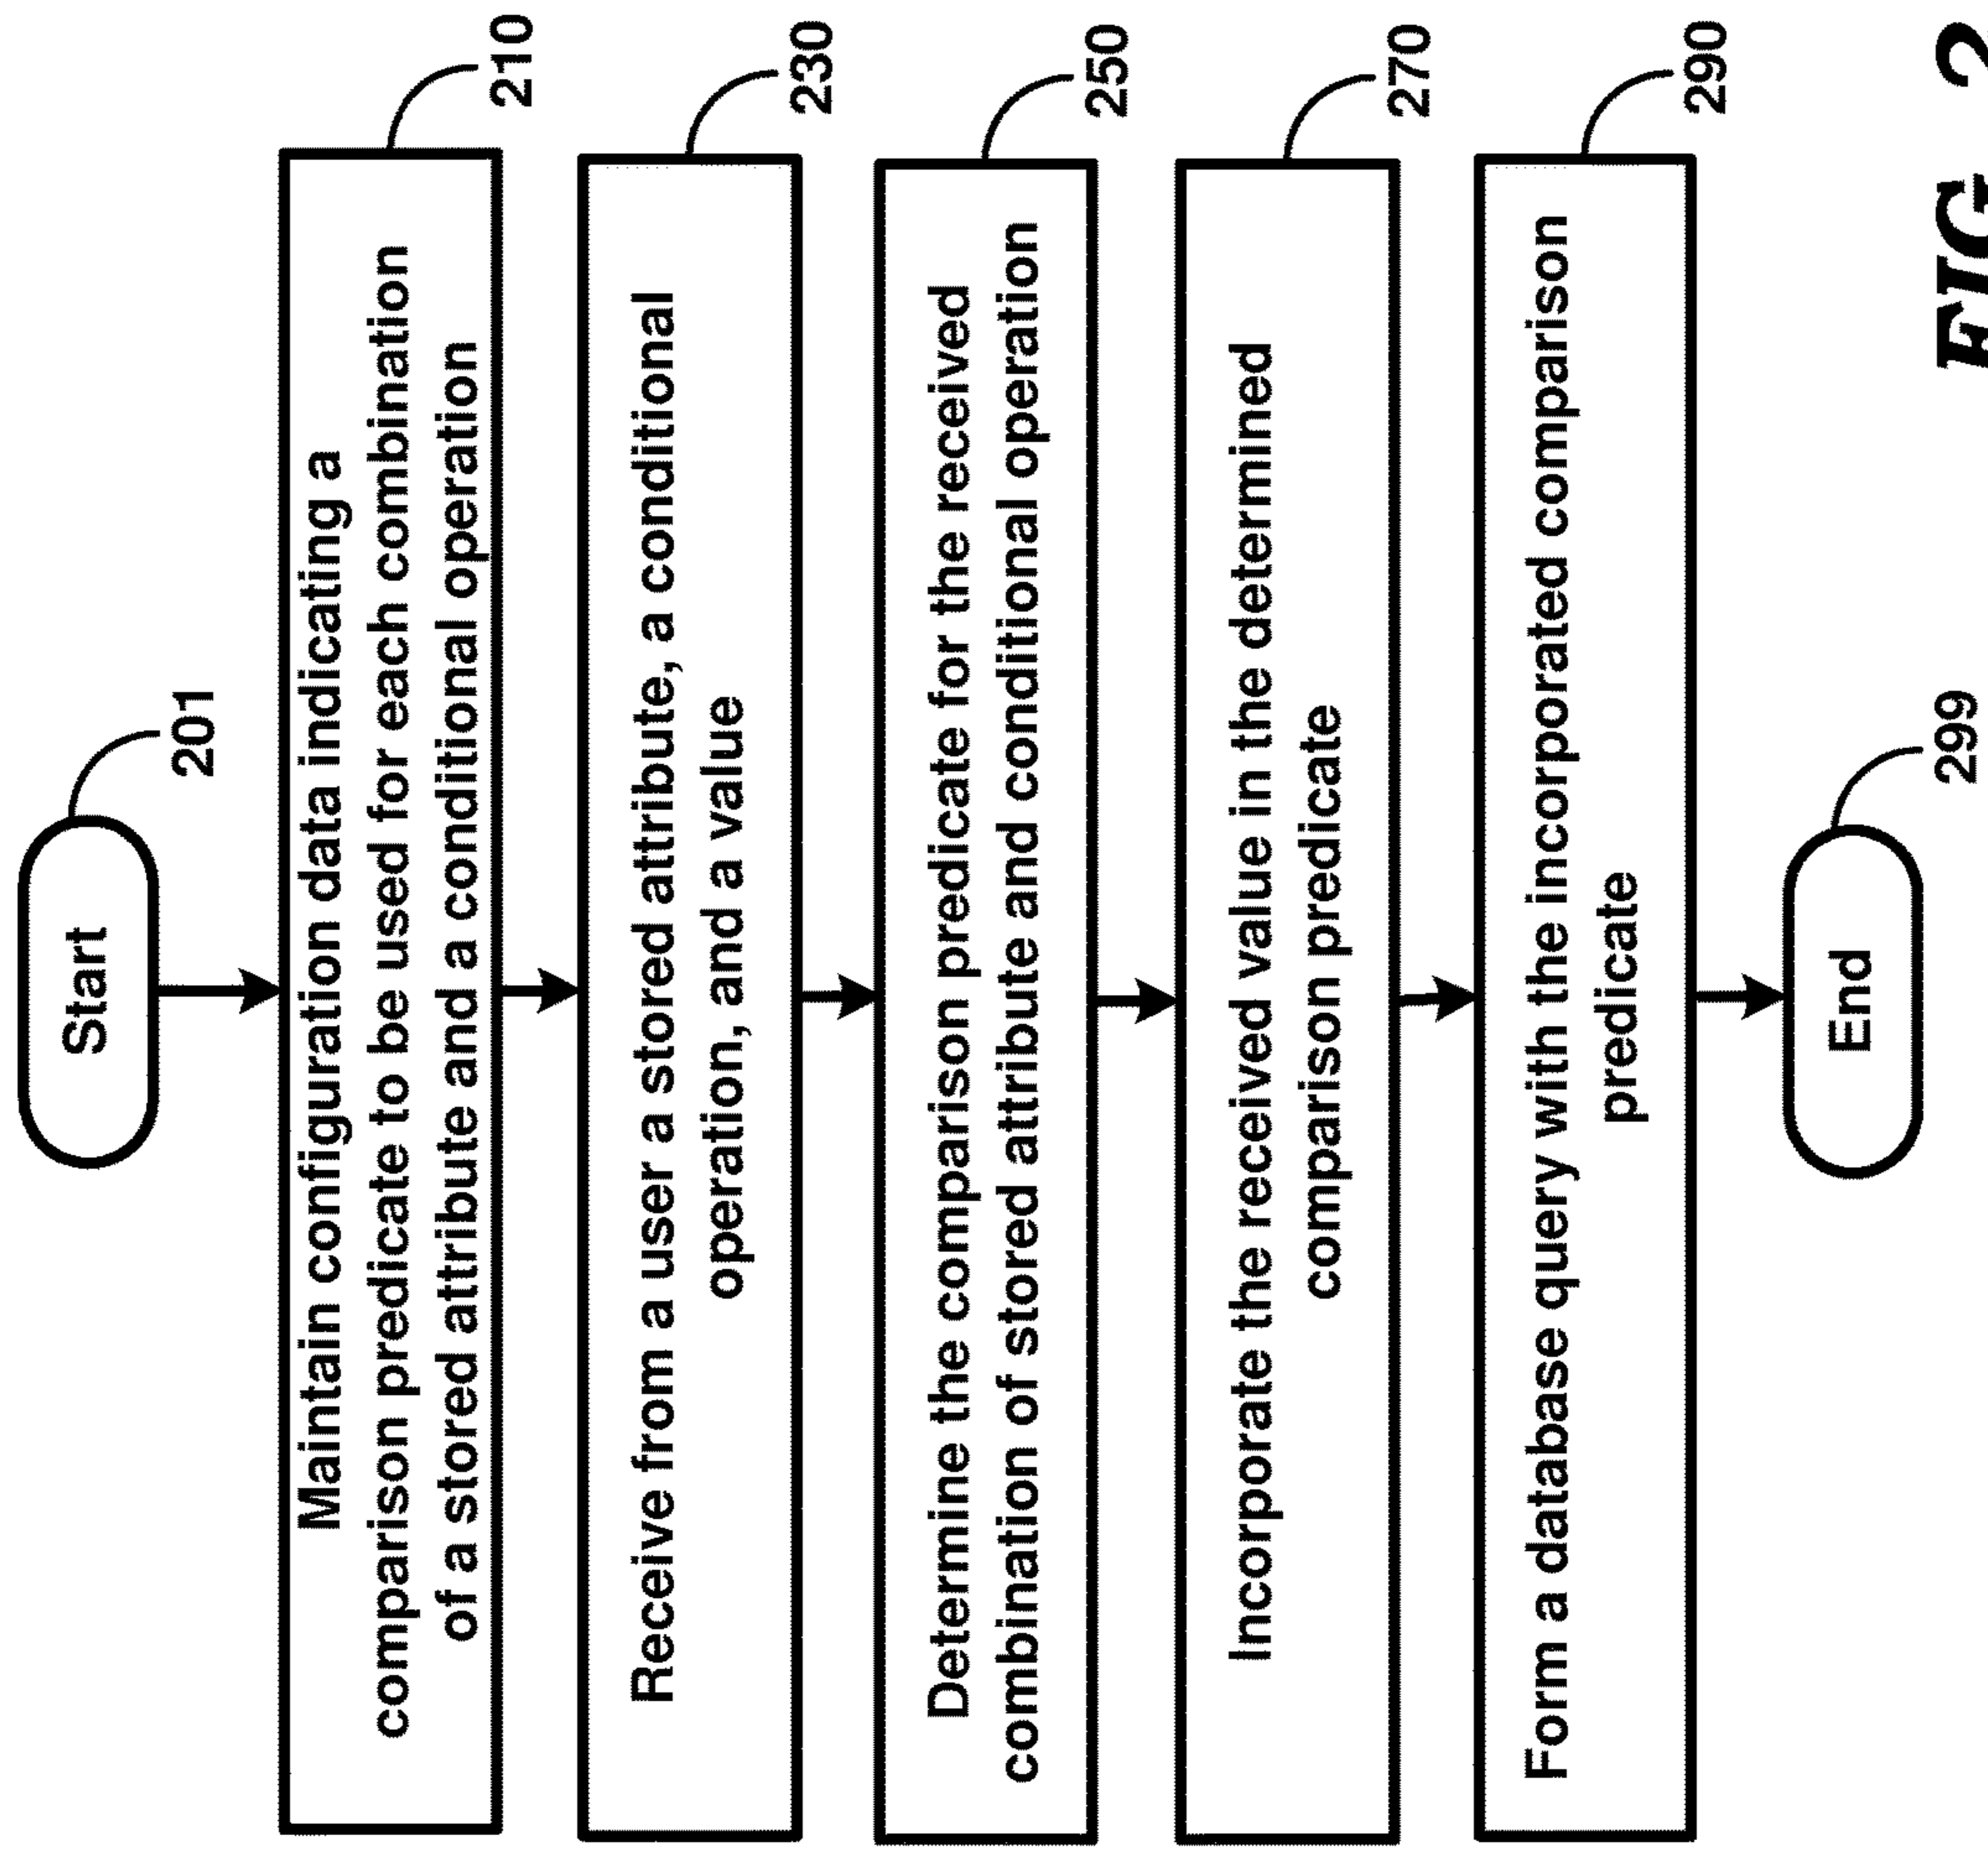 Start
201
Maintain configuration data indicating a
comparison predicate to be used for each combination
of a stored attribute and a conditional operation
210
Receive from a user a stored attribute, a conditional
operation, and a value
230
Determine the comparison predicate for the received
combination of stored attribute and conditional operation
250
Incorporate the received value in the determined
comparison predicate
270
Form a database query with the incorporated comparison
predicate
290
End
299
FIG. 2